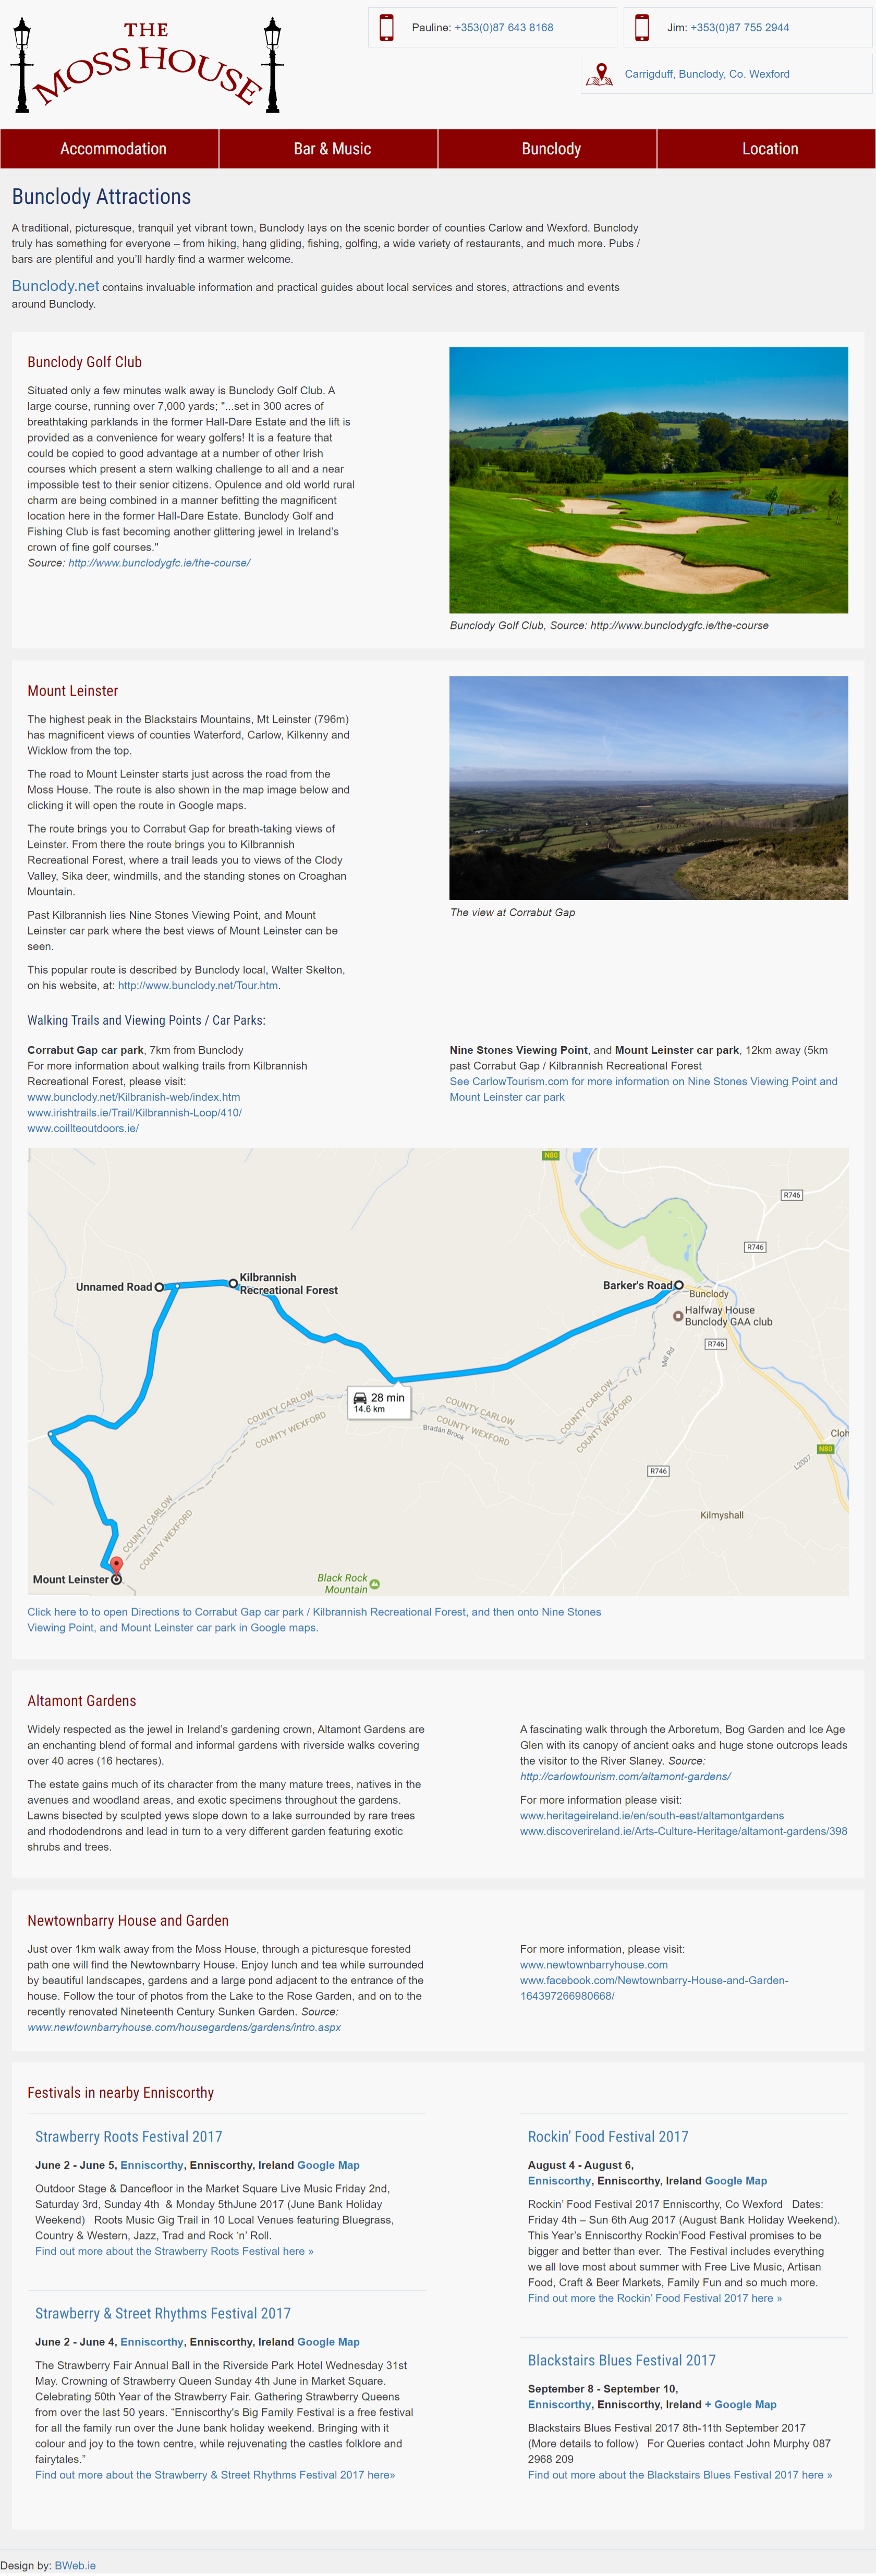 THE
MOSS HOUSE
Pauline: +353(0)87 643 8168
Jim: +353(0)87 755 2944
Carrigduff, Bunclody, Co. Wexford
Accommodation
Bar & Music
Bunclody
Location
Bunclody Attractions
A traditional, picturesque, tranquil yet vibrant town, Bunclody lays on the scenic border of counties Carlow and Wexford. Bunclody
truly has something for everyone – from hiking, hang gliding, fishing, golfing, a wide variety of restaurants, and much more. Pubs /
bars are plentiful and you'll hardly find a warmer welcome.
Bunclody.net contains invaluable information and practical guides about local services and stores, attractions and events
around Bunclody.
Bunclody Golf Club
Situated only a few minutes walk away is Bunclody Golf Club. A
large course, running over 7,000 yards; "...set in 300 acres of
breathtaking parklands in the former Hall-Dare Estate and the lift is
provided as a convenience for weary golfers! It is a feature that
could be copied to good advantage at a number of other Irish
courses which present a stern walking challenge to all and a near
impossible test to their senior citizens. Opulence and old world rural
charm are being combined in a manner befitting the magnificent
location here in the former Hall-Dare Estate. Bunclody Golf and
Fishing Club is fast becoming another glittering jewel in Ireland's
crown of fine golf courses."
Source: http://www.bunclodygfc.ie/the-course/
Bunclody Golf Club, Source: http://www.bunclodygfc.ie/the-course
Mount Leinster
The highest peak in the Blackstairs Mountains, Mt Leinster (796m)
has magnificent views of counties Waterford, Carlow, Kilkenny and
Wicklow from the top.
The road to Mount Leinster starts just across the road from the
Moss House. The route is also shown in the map image below and
clicking it will open the route in Google maps.
The route brings you to Corrabut Gap for breath-taking views of
Leinster. From there the route brings you to Kilbrannish
Recreational Forest, where a trail leads you to views of the Clody
Valley, Sika deer, windmills, and the standing stones on Croaghan
Mountain.
Past Kilbrannish lies Nine Stones Viewing Point, and Mount
Leinster car park where the best views of Mount Leinster can be
seen.
This popular route is described by Bunclody local, Walter Skelton,
on his website, at: http://www.bunclody.net/Tour.htm.
The view at Corrabut Gap
Walking Trails and Viewing Points / Car Parks:
Corrabut Gap car park, 7km from Bunclody
For more information about walking trails from Kilbrannish
Recreational Forest, please visit:
www.bunclody.net/Kilbranish-web/index.htm
www.irishtrails.ie/Trail/Kilbrannish-Loop/410/
www.coillteoutdoors.ie/
Nine Stones Viewing Point, and Mount Leinster car park, 12km away (5km
past Corrabut Gap / Kilbrannish Recreational Forest
See CarlowTourism.com for more information on Nine Stones Viewing Point and
Mount Leinster car park
N80
R746
R746
Unnamed Road
Kilbrannish
Recreational Forest
Barker's Road
Bunclody
Halfway House
Bunclody GAA club
R746
Mill Rd
28 min
14.6 km
COUNTY CARLOW
COUNTY WEXFORD
COUNTY CARLOW
COUNTY WEXFORD
Bradán Brook
COUNTY CARLOW
COUNTY WEXFORD
Cloh
N80
L2007
R746
Kilmyshall
COUNTY CARLOW
COUNTY WEXFORD
Mount Leinster
Black Rock
Mountain
Click here to to open Directions to Corrabut Gap car park / Kilbrannish Recreational Forest, and then onto Nine Stones
Viewing Point, and Mount Leinster car park in Google maps.
Altamont Gardens
Widely respected as the jewel in Ireland's gardening crown, Altamont Gardens are
an enchanting blend of formal and informal gardens with riverside walks covering
over 40 acres (16 hectares).
The estate gains much of its character from the many mature trees, natives in the
avenues and woodland areas, and exotic specimens throughout the gardens.
Lawns bisected by sculpted yews slope down to a lake surrounded by rare trees
and rhododendrons and lead in turn to a very different garden featuring exotic
shrubs and trees.
A fascinating walk through the Arboretum, Bog Garden and Ice Age
Glen with its canopy of ancient oaks and huge stone outcrops leads
the visitor to the River Slaney. Source:
http://carlowtourism.com/altamont-gardens/
For more information please visit:
www.heritageireland.ie/en/south-east/altamontgardens
www.discoverireland.ie/Arts-Culture-Heritage/altamont-gardens/398
Newtownbarry House and Garden
Just over 1km walk away from the Moss House, through a picturesque forested
path one will find the Newtownbarry House. Enjoy lunch and tea while surrounded
by beautiful landscapes, gardens and a large pond adjacent to the entrance of the
house. Follow the tour of photos from the Lake to the Rose Garden, and on to the
recently renovated Nineteenth Century Sunken Garden. Source:
www.newtownbarryhouse.com/housegardens/gardens/intro.aspx
For more information, please visit:
www.newtownbarryhouse.com
www.facebook.com/Newtownbarry-House-and-Garden-
164397266980668/
Festivals in nearby Enniscorthy
Strawberry Roots Festival 2017
June 2 - June 5, Enniscorthy, Enniscorthy, Ireland Google Map
Outdoor Stage & Dancefloor in the Market Square Live Music Friday 2nd,
Saturday 3rd, Sunday 4th & Monday 5thJune 2017 (June Bank Holiday
Weekend) Roots Music Gig Trail in 10 Local Venues featuring Bluegrass,
Country & Western, Jazz, Trad and Rock 'n' Roll.
Find out more about the Strawberry Roots Festival here »
Strawberry & Street Rhythms Festival 2017
June 2 - June 4, Enniscorthy, Enniscorthy, Ireland Google Map
The Strawberry Fair Annual Ball in the Riverside Park Hotel Wednesday 31st
May. Crowning of Strawberry Queen Sunday 4th June in Market Square.
Celebrating 50th Year of the Strawberry Fair. Gathering Strawberry Queens
from over the last 50 years. "Enniscorthy's Big Family Festival is a free festival
for all the family run over the June bank holiday weekend. Bringing with it
colour and joy to the town centre, while rejuvenating the castles folklore and
fairytales."
Find out more about the Strawberry & Street Rhythms Festival 2017 here»
Rockin' Food Festival 2017
August 4 - August 6,
Enniscorthy, Enniscorthy, Ireland Google Map
Rockin' Food Festival 2017 Enniscorthy, Co Wexford Dates:
Friday 4th – Sun 6th Aug 2017 (August Bank Holiday Weekend).
This Year's Enniscorthy Rockin'Food Festival promises to be
bigger and better than ever. The Festival includes everything
we all love most about summer with Free Live Music, Artisan
Food, Craft & Beer Markets, Family Fun and so much more.
Find out more the Rockin' Food Festival 2017 here »
Blackstairs Blues Festival 2017
September 8 - September 10,
Enniscorthy, Enniscorthy, Ireland + Google Map
Blackstairs Blues Festival 2017 8th-11th September 2017
(More details to follow) For Queries contact John Murphy 087
2968 209
Find out more about the Blackstairs Blues Festival 2017 here »
Design by: BWeb.ie